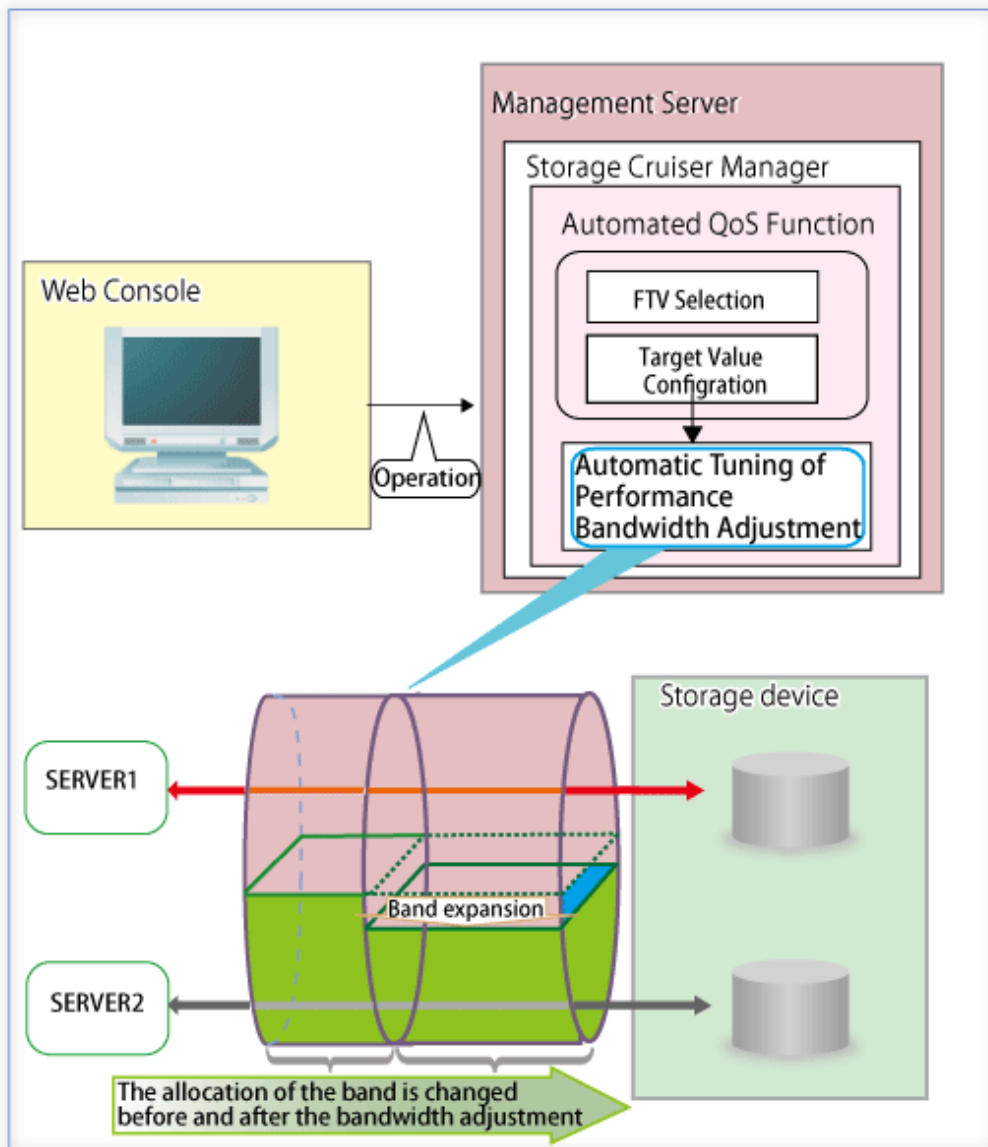 Management Server
Storage Cruiser Manager
Automated QoS Function
Web Console
FTV Selection
Target Value
Configration
Operation
Automatic Tuning of
Performance
Bandwidth Adjustment
Storage device
SERVER1
Band expansion
SERVER2
The allocation of the band is changed
before and after the bandwidth adjustment